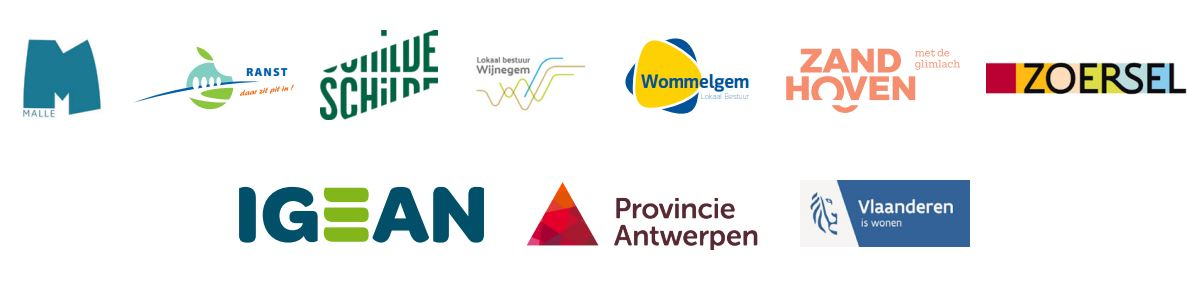 M
MALLE
RANST
daar zit pit in !
SCHILDE
SCHILDE
Lokaal bestuur
Wijnegem
Wommelgem
Lokaal Bestuur
ZAND
HOVEN
met de
glimlach
ZOERSEL
IGEAN
Provincie
Antwerpen
Vlaanderen
is wonen